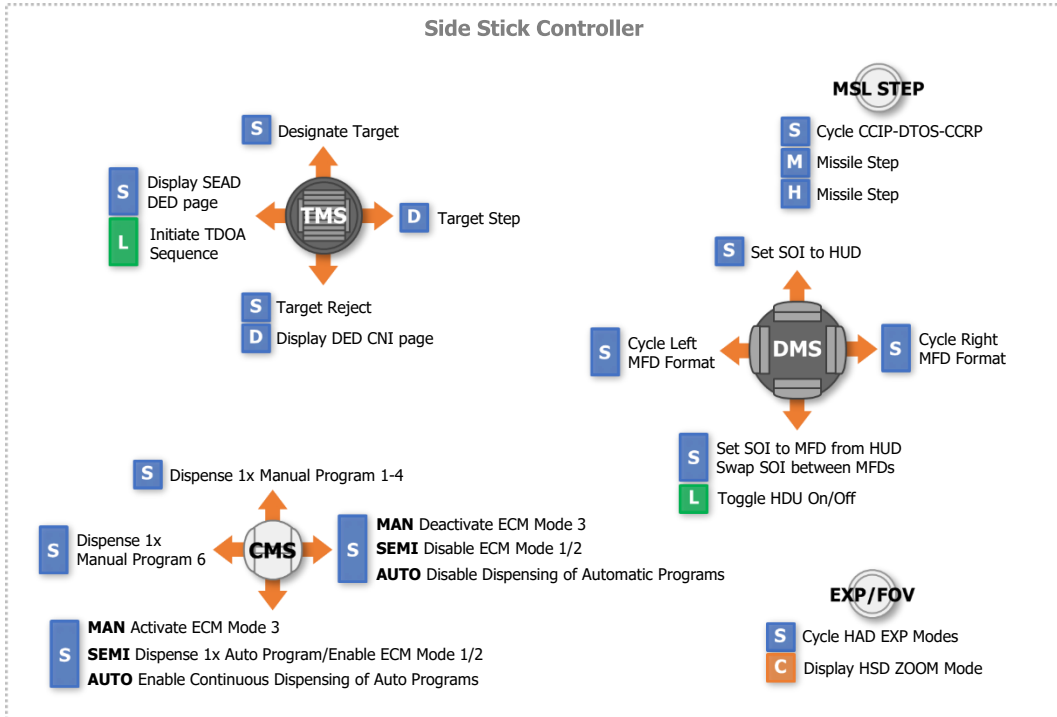 Side Stick Controller
MSL STEP
S Cycle CCIP-DTOS-CCRP
M Missile Step
H Missile Step
S Designate Target
S Display SEAD
DED page
L Initiate TDOA
Sequence
TMS
D Target Step
S Target Reject
D Display DED CNI page
S Set SOI to HUD
S Cycle Left
MFD Format
DMS
S Cycle Right
MFD Format
S Set SOI to MFD from HUD
Swap SOI between MFDs
L Toggle HDU On/Off
S Dispense 1x Manual Program 1-4
S Dispense 1x
Manual Program 6
CMS
S
MAN Deactivate ECM Mode 3
SEMI Disable ECM Mode 1/2
AUTO Disable Dispensing of Automatic Programs
S
MAN Activate ECM Mode 3
SEMI Dispense 1x Auto Program/Enable ECM Mode 1/2
AUTO Enable Continuous Dispensing of Auto Programs
EXP/FOV
S Cycle HAD EXP Modes
C Display HSD ZOOM Mode